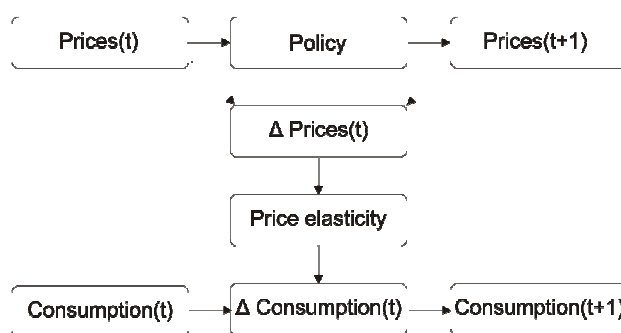 Prices(t)
Policy
Prices(t+1)
Δ Prices(t)
Price elasticity
Consumption(t)
Δ Consumption(t)
Consumption(t+1)